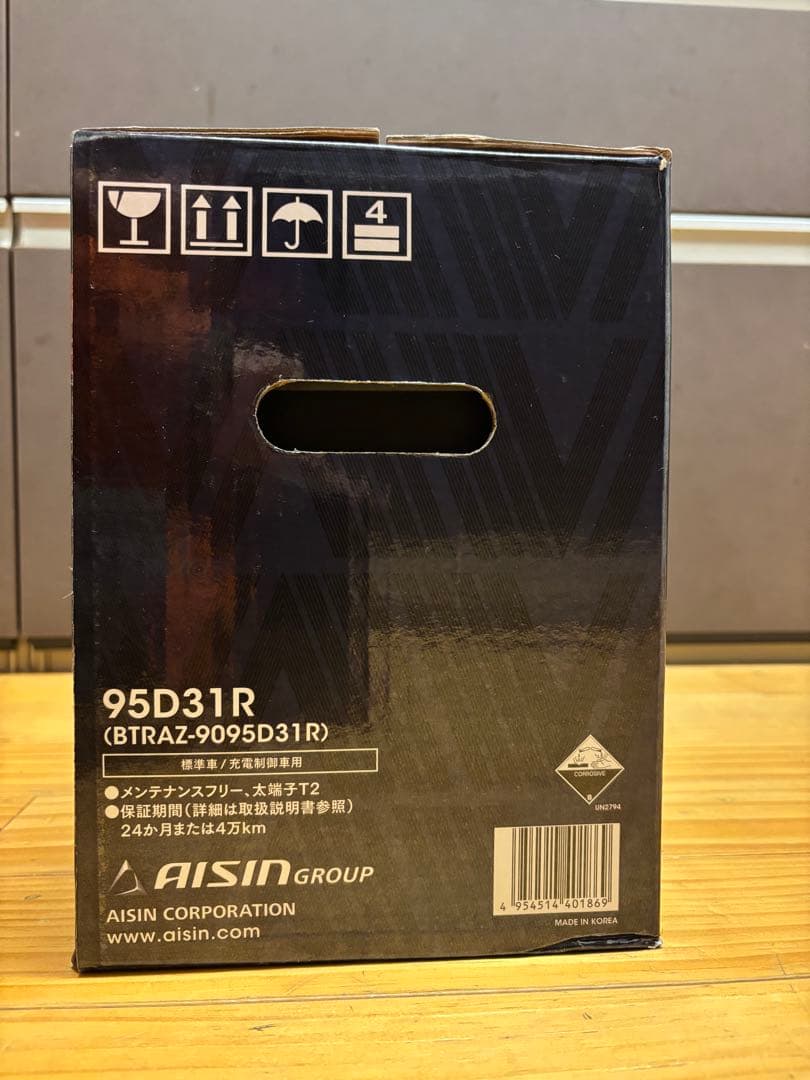 4
95D31R
(BTRAZ-9095D31R)
標準車/充電制御車用
●メンテナンスフリー、太端子T2
●保証期間(詳細は取扱説明書参照)
24か月または4万km
AISIN GROUP
AISIN CORPORATION
www.aisin.com
CORROSIVE
8
UN2794
4 954514 401869
MADE IN KOREA